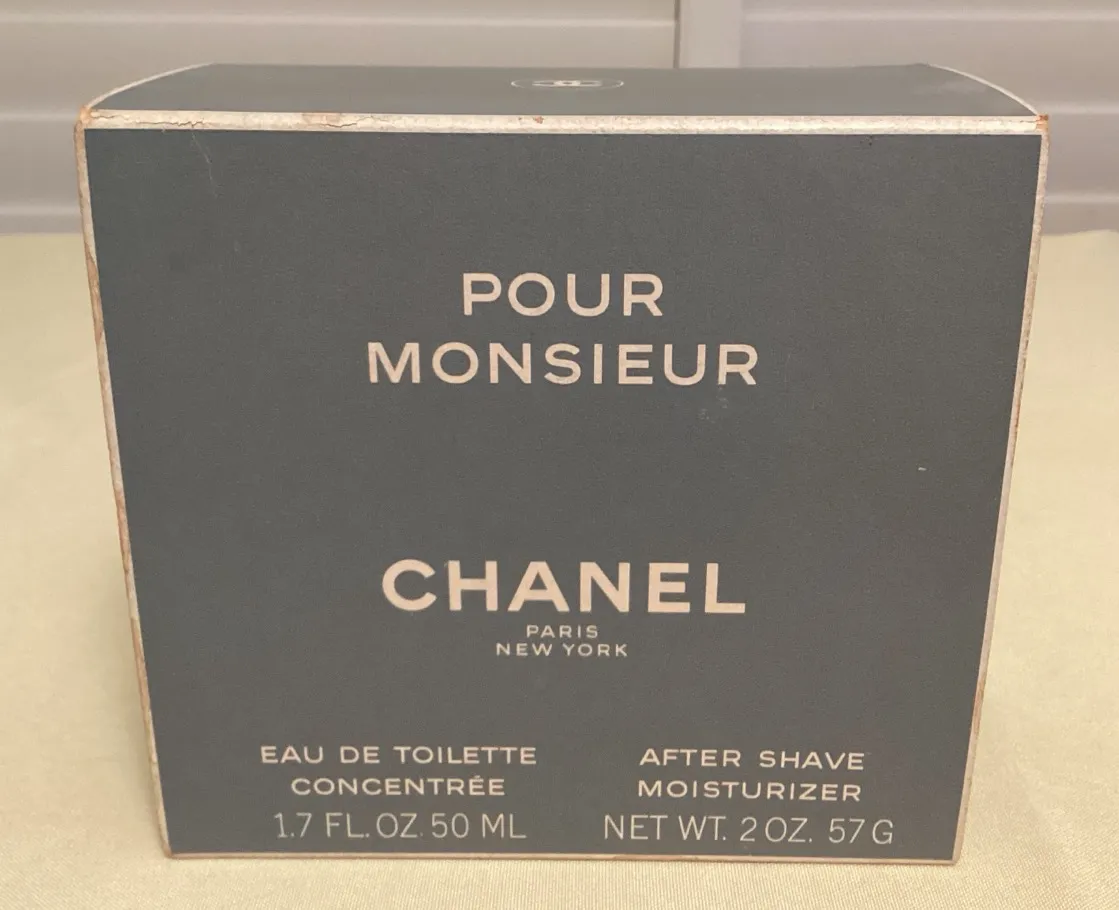 POUR
MONSIEUR
CHANEL
PARIS
NEW YORK
EAU DE TOILETTE
CONCENTRÉE
1.7 FL. OZ. 50 ML
AFTER SHAVE
MOISTURIZER
NET WT. 2 OZ. 57 G